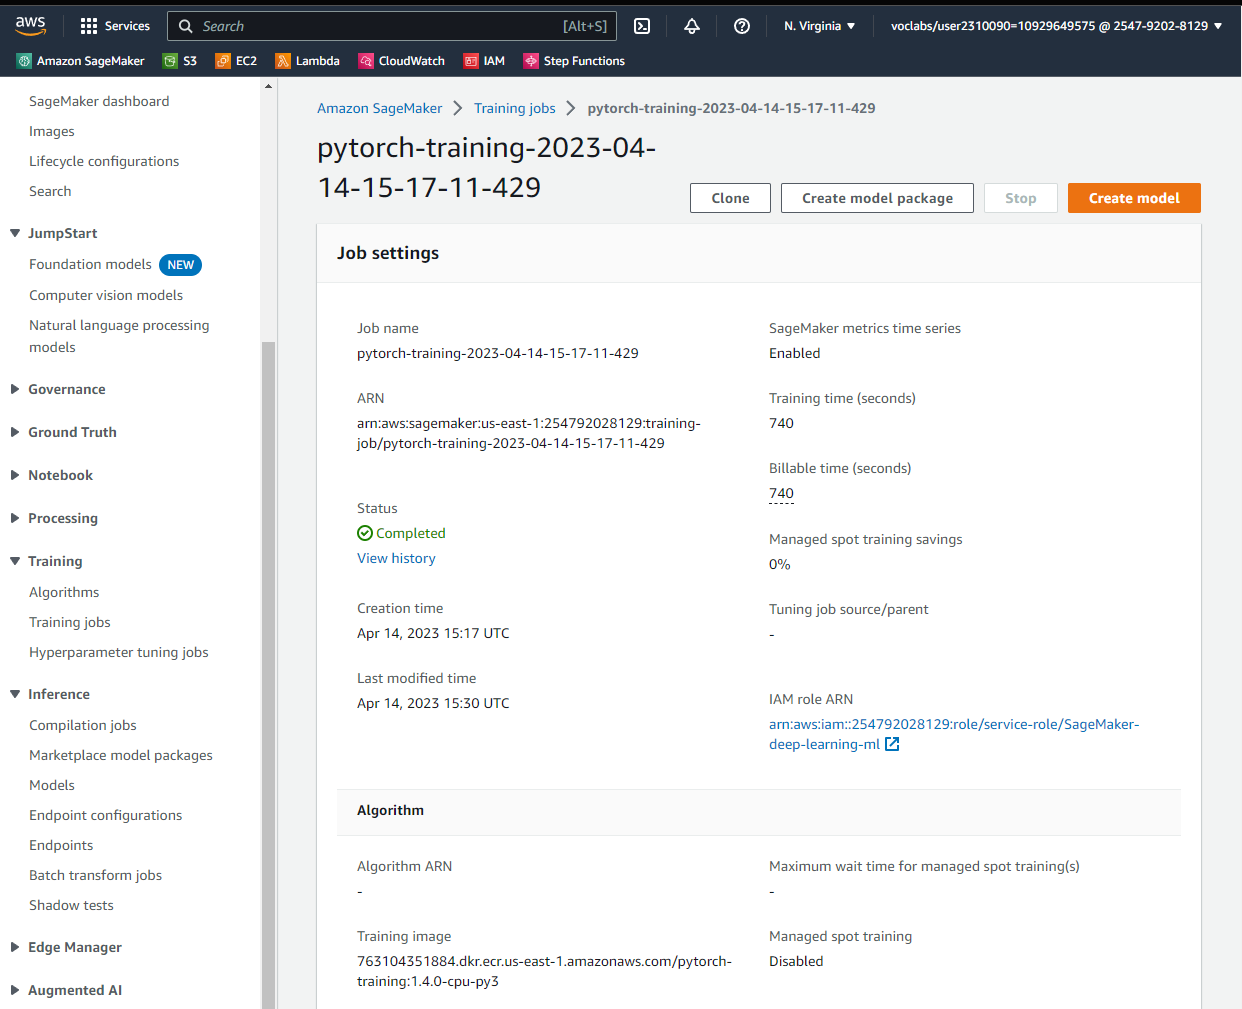 aws
Services
Search
[Alt+S]
N. Virginia
voclabs/user2310090=10929649575 @ 2547-9202-8129
Amazon SageMaker
S3
EC2
Lambda
CloudWatch
IAM
Step Functions
SageMaker dashboard
Images
Lifecycle configurations
Search
JumpStart
Foundation models NEW
Computer vision models
Natural language processing
models
Governance
Ground Truth
Notebook
Processing
Training
Algorithms
Training jobs
Hyperparameter tuning jobs
Inference
Compilation jobs
Marketplace model packages
Models
Endpoint configurations
Endpoints
Batch transform jobs
Shadow tests
Edge Manager
Augmented AI
Amazon SageMaker
Training jobs
pytorch-training-2023-04-14-15-17-11-429
pytorch-training-2023-04-
14-15-17-11-429
Clone
Create model package
Stop
Create model
Job settings
Job name
pytorch-training-2023-04-14-15-17-11-429
ARN
arn:aws:sagemaker:us-east-1:254792028129:training-
job/pytorch-training-2023-04-14-15-17-11-429
Status
Completed
View history
Creation time
Apr 14, 2023 15:17 UTC
Last modified time
Apr 14, 2023 15:30 UTC
SageMaker metrics time series
Enabled
Training time (seconds)
740
Billable time (seconds)
740
Managed spot training savings
0%
Tuning job source/parent
-
IAM role ARN
arn:aws:iam::254792028129:role/service-role/SageMaker-
deep-learning-ml
Algorithm
Algorithm ARN
-
Training image
763104351884.dkr.ecr.us-east-1.amazonaws.com/pytorch-
training:1.4.0-cpu-py3
Maximum wait time for managed spot training(s)
-
Managed spot training
Disabled